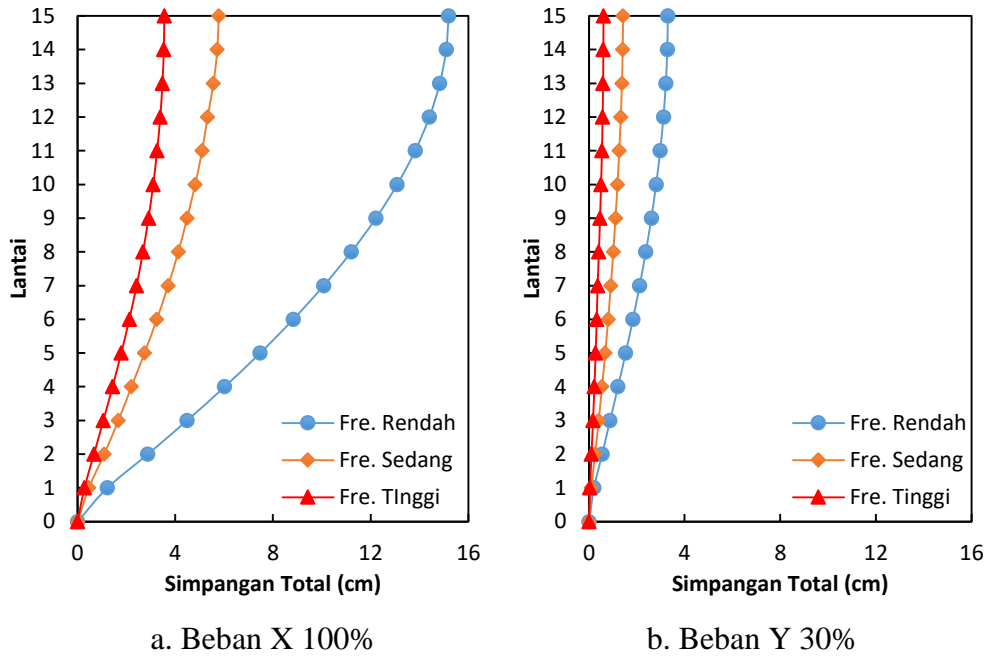 15
14
13
12
11
10
9
8
7
6
5
4
3
2
1
0
Lantai
Fre. Rendah
Fre. Sedang
Fre. TInggi
0 4 8 12 16
Simpangan Total (cm)
a. Beban X 100%
15
14
13
12
11
10
9
8
7
6
5
4
3
2
1
0
Lantai
Fre. Rendah
Fre. Sedang
Fre. Tinggi
0 4 8 12 16
Simpangan Total (cm)
b. Beban Y 30%